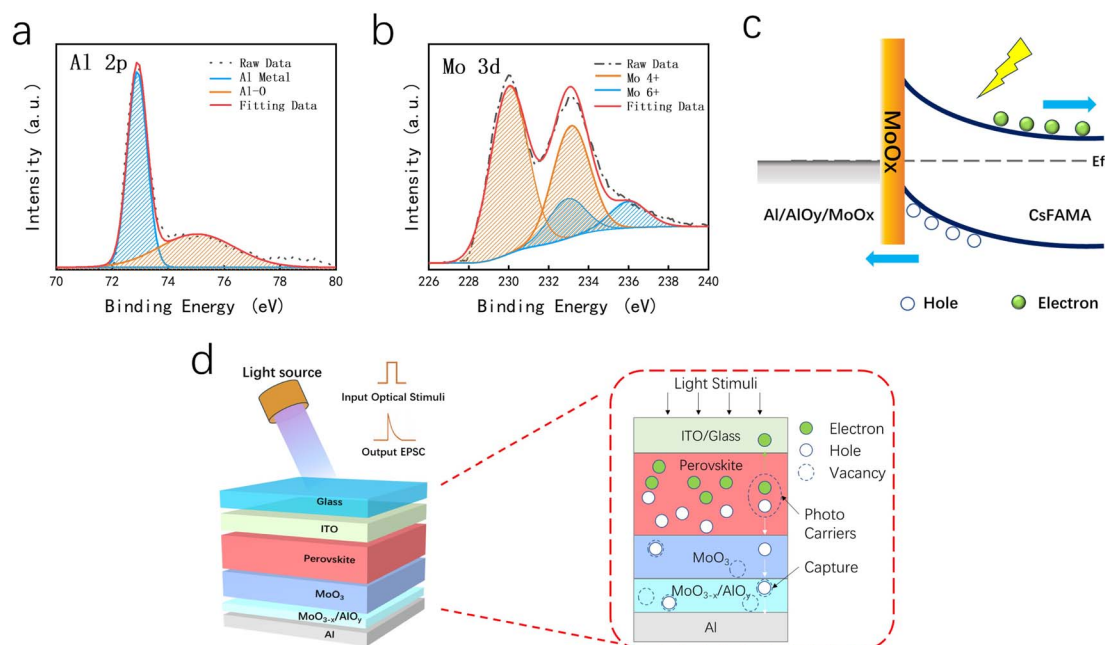 a
Al 2p
Raw Data
Al Metal
Al-O
Fitting Data
Intensity (a.u.)
70 72 74 76 78 80
Binding Energy (eV)
b
Mo 3d
Raw Data
Mo 4+
Mo 6+
Fitting Data
Intensity (a.u.)
226 228 230 232 234 236 238 240
Binding Energy (eV)
c
MoOx
Ef
Al/AlOy/MoOx
CsFAMA
Hole
Electron
d
Light source
Input Optical Stimuli
Output EPSC
Glass
ITO
Perovskite
MoO₃
MoO₃₋ₓ/AlOᵧ
Al
Light Stimuli
ITO/Glass
Perovskite
MoO₃
MoO₃₋ₓ/AlOᵧ
Al
Electron
Hole
Vacancy
Photo
Carriers
Capture